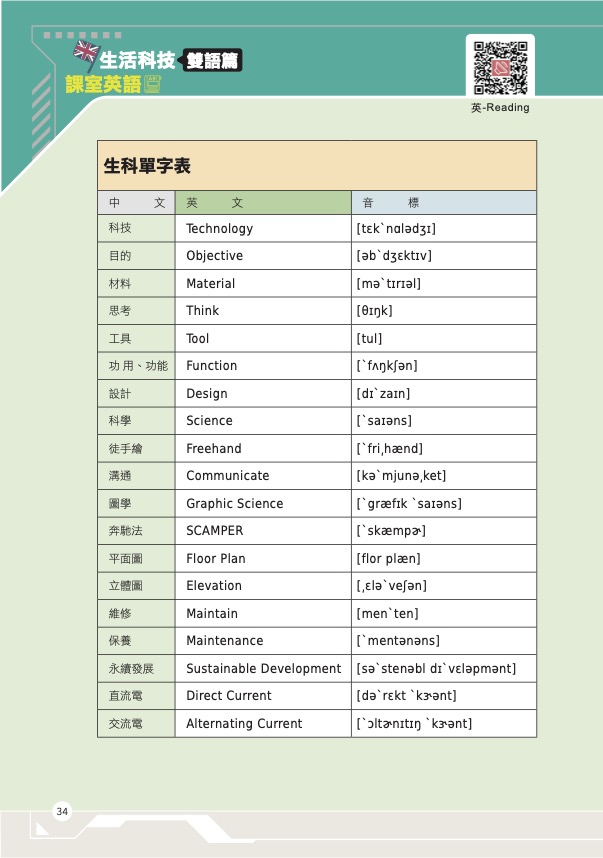 生活科技 雙語篇
課室英語
英-Reading
生科單字表
中 文 英 文 音 標
科技 Technology [tɛk`nɑlədʒɪ]
目的 Objective [əb`dʒɛktɪv]
材料 Material [mə`tɪrɪəl]
思考 Think [θɪŋk]
工具 Tool [tul]
功用、功能 Function [`fʌŋkʃən]
設計 Design [dɪ`zaɪn]
科學 Science [`saɪəns]
徒手繪 Freehand [`friˌhænd]
溝通 Communicate [kə`mjunəˌket]
圖學 Graphic Science [`græfɪk `saɪəns]
奔馳法 SCAMPER [`skæmpɚ]
平面圖 Floor Plan [flor plæn]
立體圖 Elevation [ˌɛlə`veʃən]
維修 Maintain [men`ten]
保養 Maintenance [`mentənəns]
永續發展 Sustainable Development [sə`stenəbl dɪ`vɛləpmənt]
直流電 Direct Current [də`rɛkt `kɝənt]
交流電 Alternating Current [`ɔltɚnɪtɪŋ `kɝənt]
34